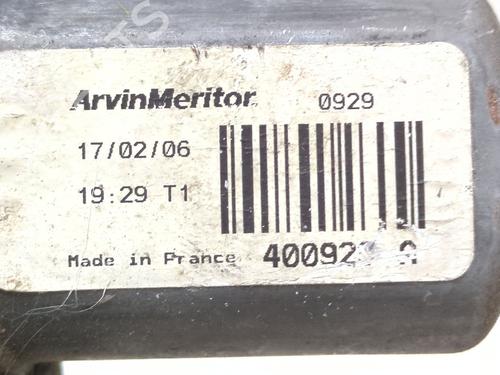 ArvinMeritor 0929
17/02/06
19:29 T1
Made in France